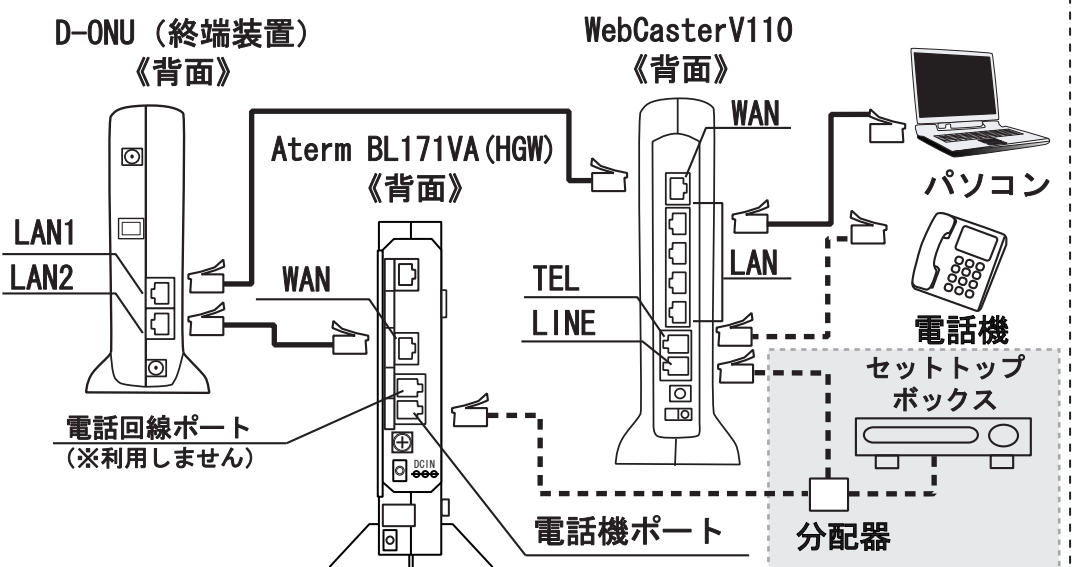 D-ONU（終端装置）
《背面》
WebCasterV110
《背面》
WAN
Aterm BL171VA(HGW)
《背面》
パソコン
LAN1
LAN2
WAN
LAN
TEL
LINE
電話機
セットトップ
ボックス
電話回線ポート
(※利用しません)
DCIN
電話機ポート
分配器